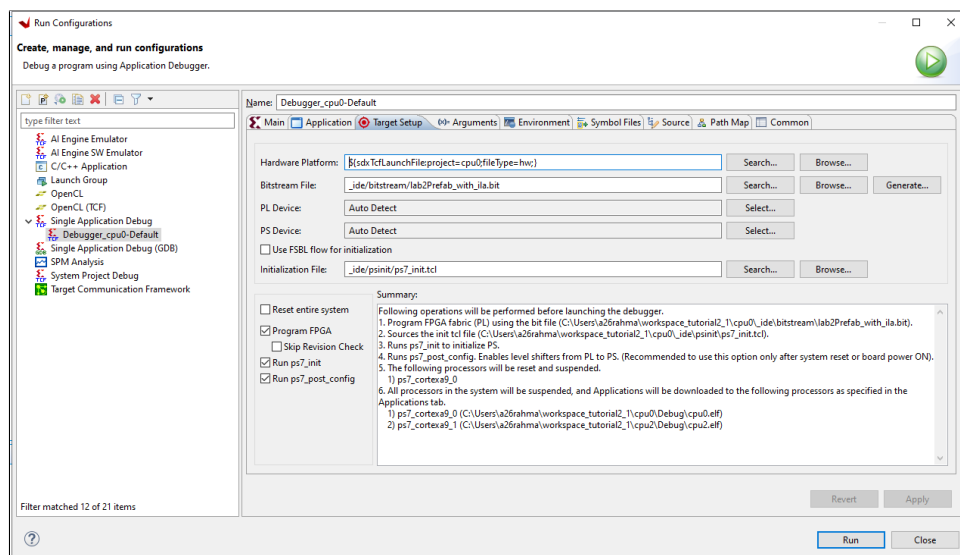 Run Configurations
Create, manage, and run configurations
Debug a program using Application Debugger.
type filter text
AI Engine Emulator
AI Engine SW Emulator
C/C++ Application
Launch Group
OpenCL
OpenCL (TCF)
Single Application Debug
Debugger_cpu0-Default
Single Application Debug (GDB)
SPM Analysis
System Project Debug
Target Communication Framework
Filter matched 12 of 21 items
Name: Debugger_cpu0-Default
Main Application Target Setup Arguments Environment Symbol Files Source Path Map Common
Hardware Platform: ${sdxTcfLaunchFile:project=cpu0;fileType=hw;} Search... Browse...
Bitstream File: _ide/bitstream/lab2Prefab_with_ila.bit Search... Browse... Generate...
PL Device: Auto Detect Select...
PS Device: Auto Detect Select...
Use FSBL flow for initialization
Initialization File: _ide/psinit/ps7_init.tcl Search... Browse...
Reset entire system
Program FPGA
Skip Revision Check
Run ps7_init
Run ps7_post_config
Summary:
Following operations will be performed before launching the debugger.
1. Program FPGA fabric (PL) using the bit file (C:\Users\a26rahma\workspace_tutorial2_1\cpu0\_ide\bitstream\lab2Prefab_with_ila.bit).
2. Sources the init tcl file (C:\Users\a26rahma\workspace_tutorial2_1\cpu0\_ide\psinit\ps7_init.tcl).
3. Runs ps7_init to initialize PS.
4. Runs ps7_post_config. Enables level shifters from PL to PS. (Recommended to use this option only after system reset or board power ON).
5. The following processors will be reset and suspended.
1) ps7_cortexa9_0
6. All processors in the system will be suspended, and Applications will be downloaded to the following processors as specified in the
Applications tab.
1) ps7_cortexa9_0 (C:\Users\a26rahma\workspace_tutorial2_1\cpu0\Debug\cpu0.elf)
2) ps7_cortexa9_1 (C:\Users\a26rahma\workspace_tutorial2_1\cpu2\Debug\cpu2.elf)
Revert Apply
Run Close